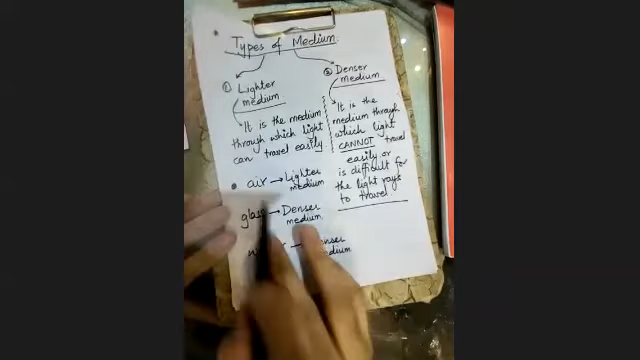 Types of Medium.
① Lighter
medium
It is the medium
through which light
can travel easily
② Denser
medium
It is the
medium through
which light
CANNOT travel
easily or
is difficult for
the light rays
to travel
air → Lighter
medium
glass → Denser
medium.
medium